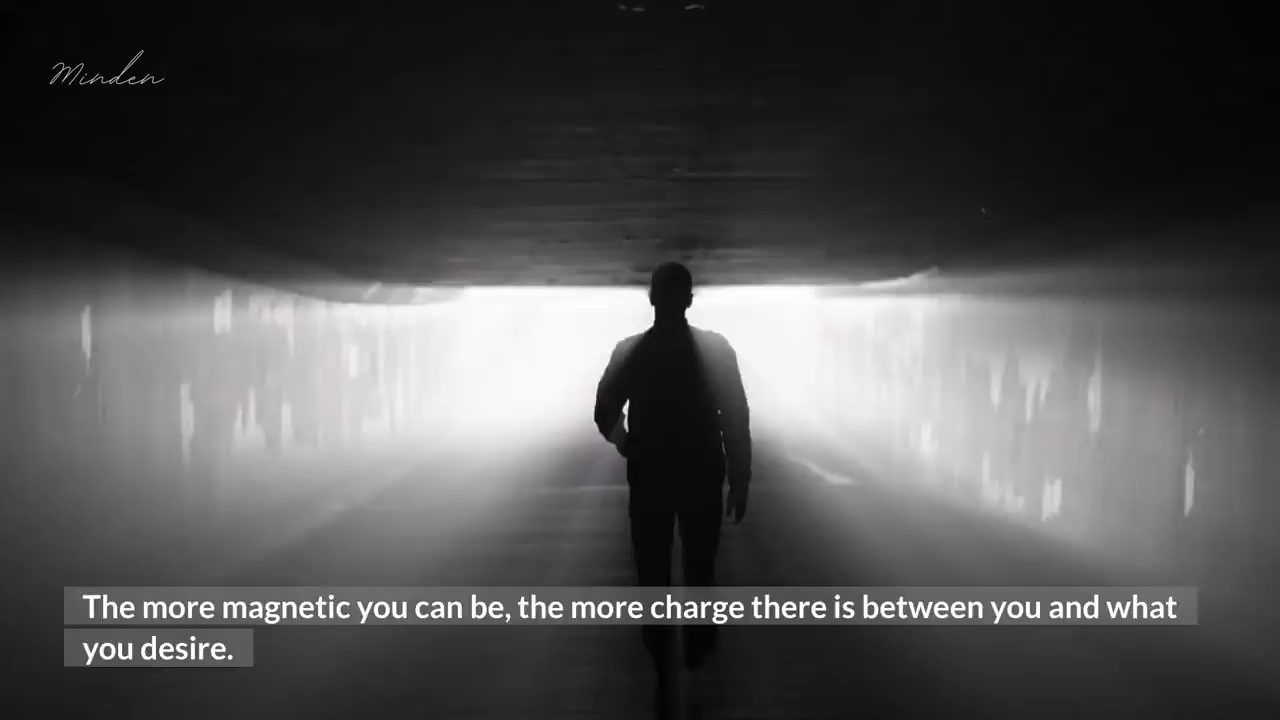 Minden
The more magnetic you can be, the more charge there is between you and what
you desire.